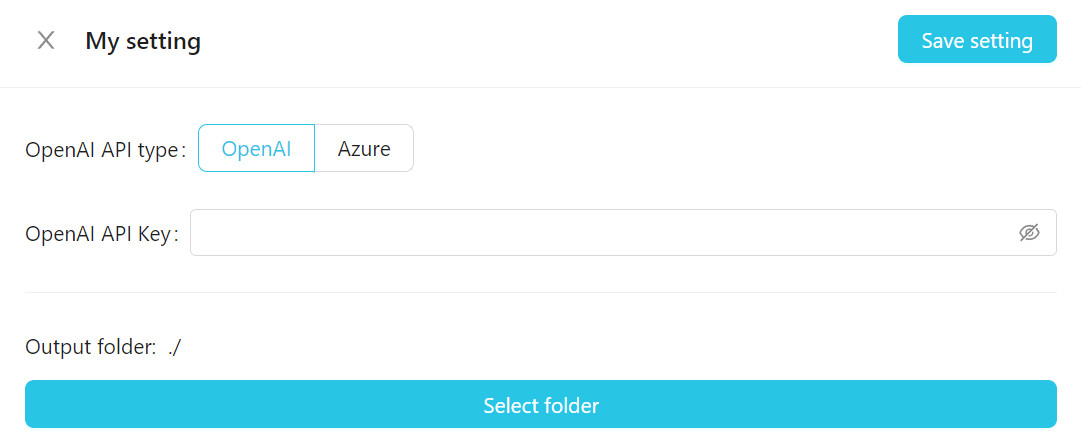 My setting
Save setting
OpenAI API type:
OpenAI
Azure
OpenAI API Key:
Output folder: ./
Select folder